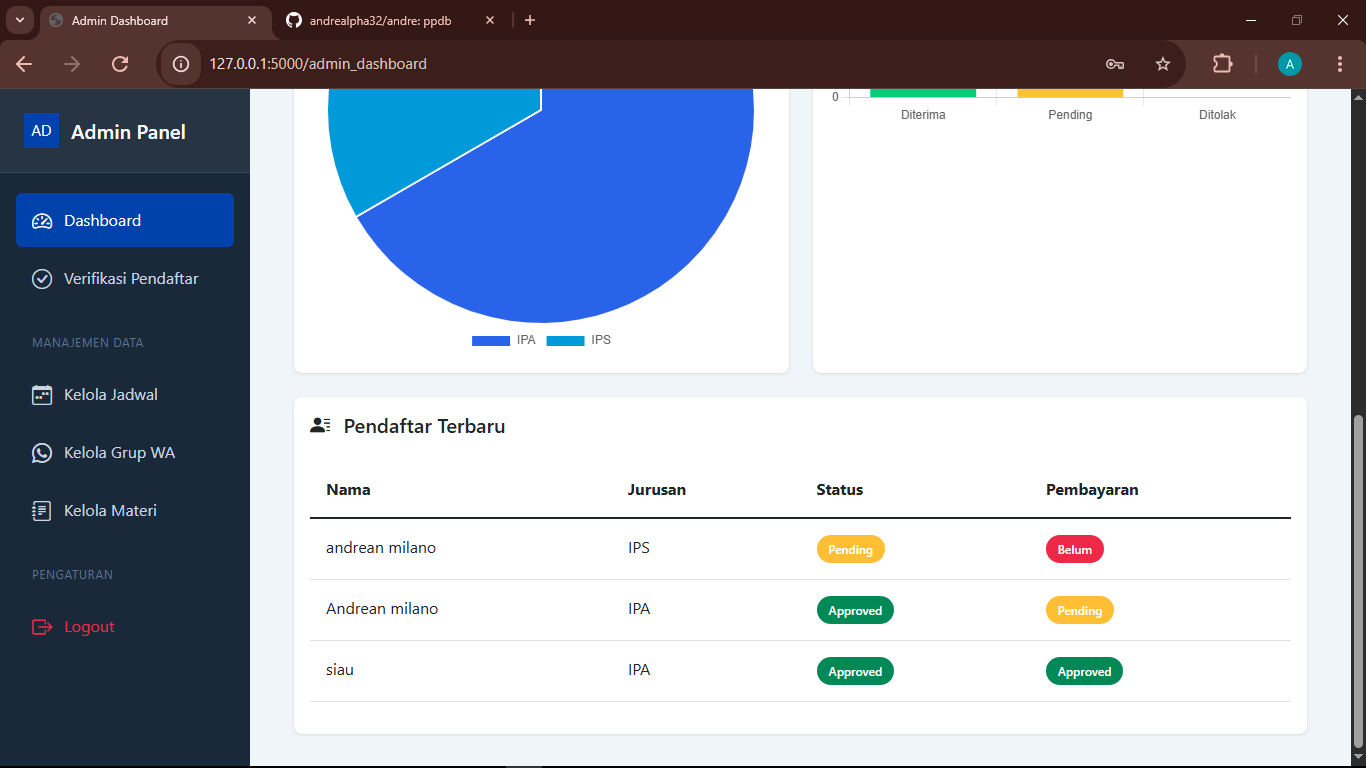 Admin Dashboard
andrealpha32/andre: ppdb
127.0.0.1:5000/admin_dashboard
A
AD
Admin Panel
Dashboard
Verifikasi Pendaftar
MANAJEMEN DATA
Kelola Jadwal
Kelola Grup WA
Kelola Materi
PENGATURAN
Logout
IPA IPS
0
Diterima Pending Ditolak
Pendaftar Terbaru
Nama Jurusan Status Pembayaran
andrean milano IPS Pending Belum
Andrean milano IPA Approved Pending
siau IPA Approved Approved